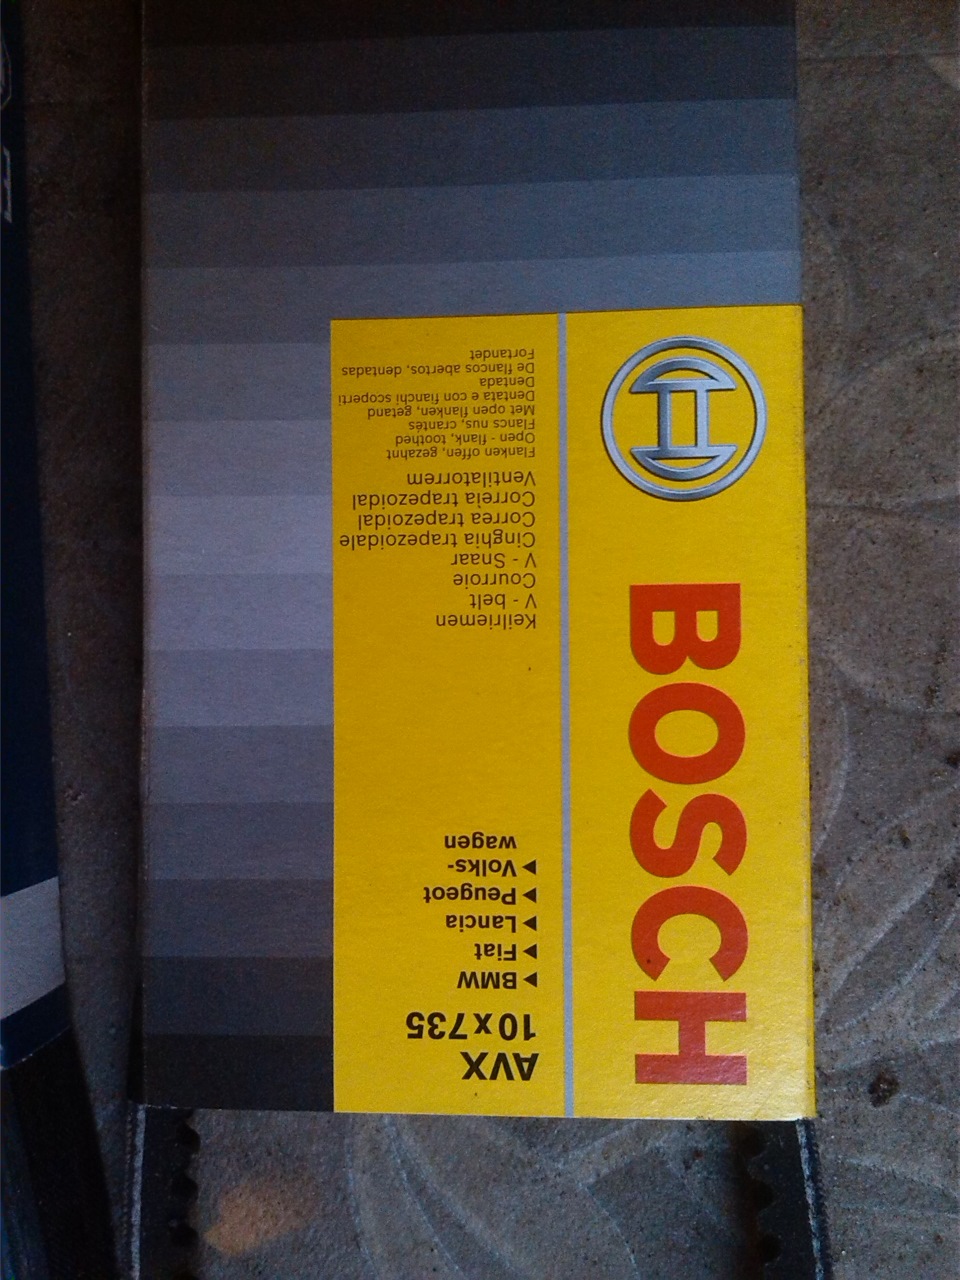 BOSCH
AVX
10 x 735
▶ BMW
▶ Fiat
▶ Lancia
▶ Peugeot
▶ Volks-
wagen
Keilriemen
V - belt
Courroie
V - Snaar
Cinghia trapezoidale
Correa trapezoidal
Correia trapezoidal
Ventilatorrem
Flanken offen, gezahnt
Open - flank, toothed
Flancs nus, crantés
Met open flanken, getand
Dentata e con fianchi scoperti
Dentada
De flancos abertos, dentadas
Fortandet